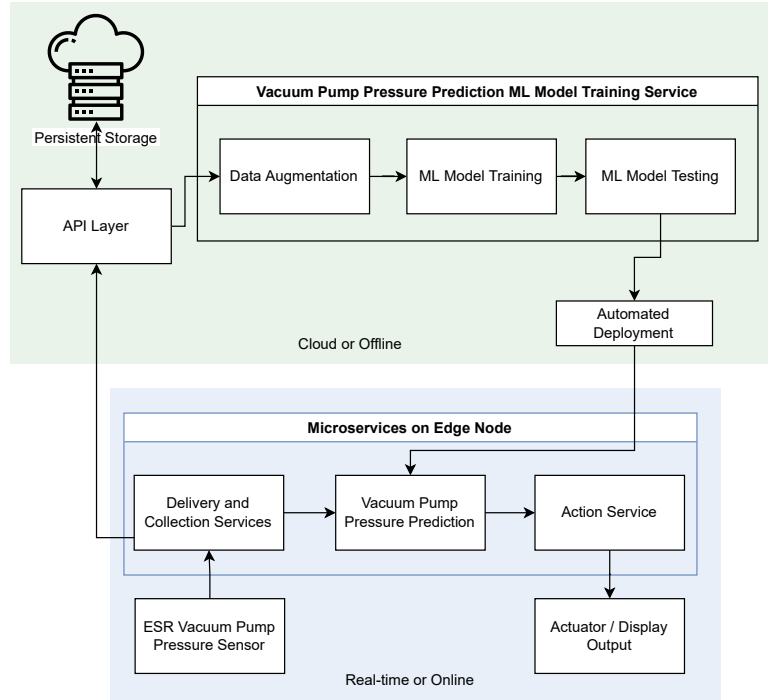 Persistent Storage
Vacuum Pump Pressure Prediction ML Model Training Service
Data Augmentation
ML Model Training
ML Model Testing
API Layer
Automated
Deployment
Cloud or Offline
Microservices on Edge Node
Delivery and
Collection Services
Vacuum Pump
Pressure Prediction
Action Service
ESR Vacuum Pump
Pressure Sensor
Actuator / Display
Output
Real-time or Online